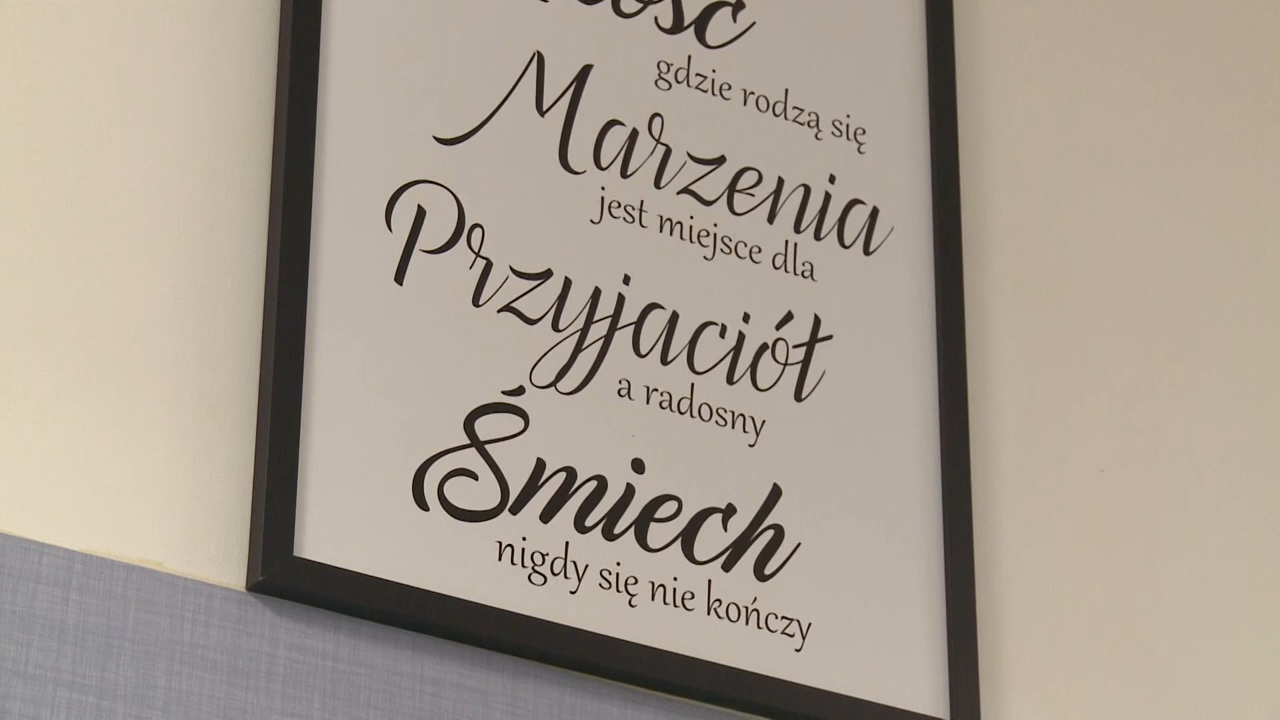 gdzie rodzą się
Marzenia
jest miejsce dla
Przyjaciół
a radosny
Śmiech
nigdy się nie kończy